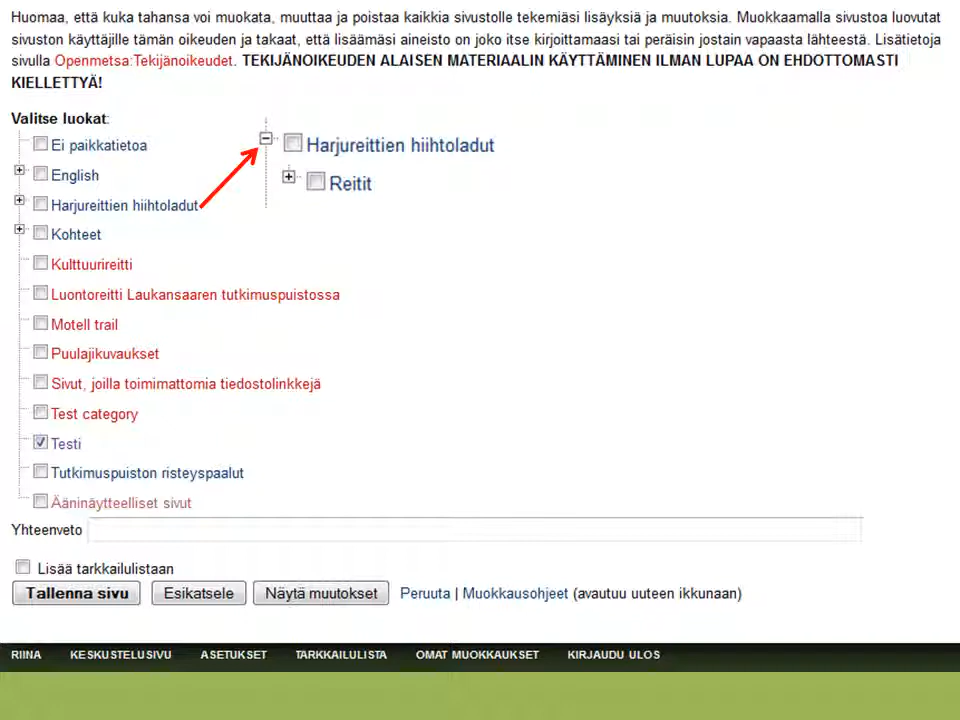 Huomaa, että kuka tahansa voi muokata, muuttaa ja poistaa kaikkia sivustolle tekemiäsi lisäyksiä ja muutoksia. Muokkaamalla sivustoa luovutat
sivuston käyttäjille tämän oikeuden ja takaat, että lisäämäsi aineisto on joko itse kirjoittamaasi tai peräisin jostain vapaasta lähteestä. Lisätietoja
sivulla Openmetsa:Tekijänoikeudet. TEKIJÄNOIKEUDEN ALAISEN MATERIAALIN KÄYTTÄMINEN ILMAN LUPAA ON EHDOTTOMASTI
KIELLETTYÄ!
Valitse luokat:
Ei paikkatietoa
English
Harjureittien hiihtoladut
Kohteet
Kulttuurireitti
Luontoreitti Laukansaaren tutkimuspuistossa
Motell trail
Puulajikuvaukset
Sivut, joilla toimimattomia tiedostolinkkejä
Test category
Testi
Tutkimuspuiston risteyspaalut
Ääninäytteelliset sivut
Harjureittien hiihtoladut
Reitit
Yhteenveto
Lisää tarkkailulistaan
Tallenna sivu Esikatsele Näytä muutokset Peruuta | Muokkausohjeet (avautuu uuteen ikkunaan)
RIINA KESKUSTELUSIVU ASETUKSET TARKKAILULISTA OMAT MUOKKAUKSET KIRJAUDU ULOS